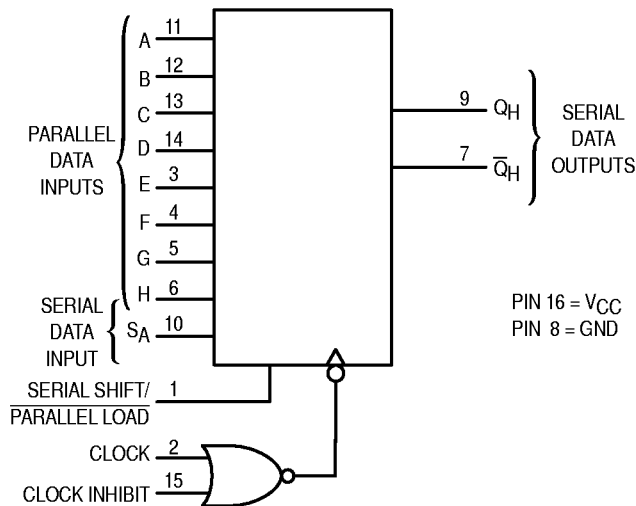 A 11
B 12
C 13
D 14
E 3
F 4
G 5
H 6
PARALLEL
DATA
INPUTS
SERIAL
DATA
INPUT
SA 10
SERIAL SHIFT/
PARALLEL LOAD
1
CLOCK 2
CLOCK INHIBIT 15
9 QH
7 Q̅H
SERIAL
DATA
OUTPUTS
PIN 16 = VCC
PIN 8 = GND